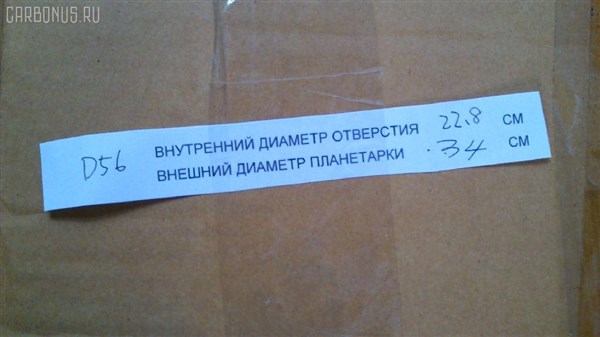 CARBONUS.RU
D56 ВНУТРЕННИЙ ДИАМЕТР ОТВЕРСТИЯ 22.8 СМ
ВНЕШНИЙ ДИАМЕТР ПЛАНЕТАРКИ 34 СМ